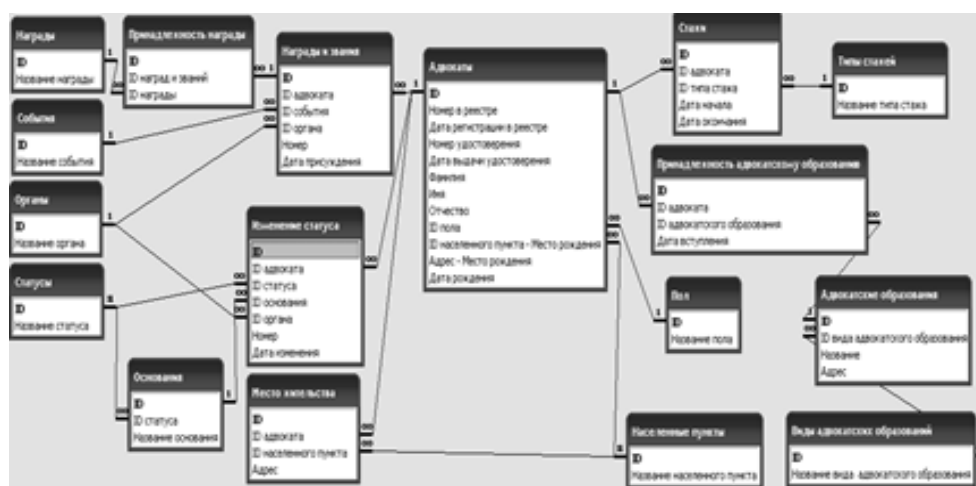 Награды
ID
Название награды
Принадлежность награды
ID
ID наград и званий
ID награды
Награды и звания
ID
ID адвоката
ID события
ID органа
Номер
Дата присуждения
События
ID
Название события
Органы
ID
Название органа
Статусы
ID
Название статуса
Основания
ID
ID статуса
Название основания
Изменение статуса
ID
ID адвоката
ID статуса
ID основания
ID органа
Номер
Дата изменения
Место жительства
ID
ID адвоката
ID населенного пункта
Адрес
Адвокаты
ID
Номер в реестре
Дата регистрации в реестре
Номер удостоверения
Дата выдачи удостоверения
Фамилия
Имя
Отчество
ID пола
ID населенного пункта - Место рождения
Адрес - Место рождения
Дата рождения
Стажи
ID
ID адвоката
ID типа стажа
Дата начала
Дата окончания
Типы стажей
ID
Название типа стажа
Принадлежность адвокатскому образованию
ID
ID адвоката
ID адвокатского образования
Дата вступления
Пол
ID
Название пола
Адвокатские образования
ID
ID вида адвокатского образования
Название
Адрес
Населенные пункты
ID
Название населенного пункта
Виды адвокатских образований
ID
Название вида адвокатского образования